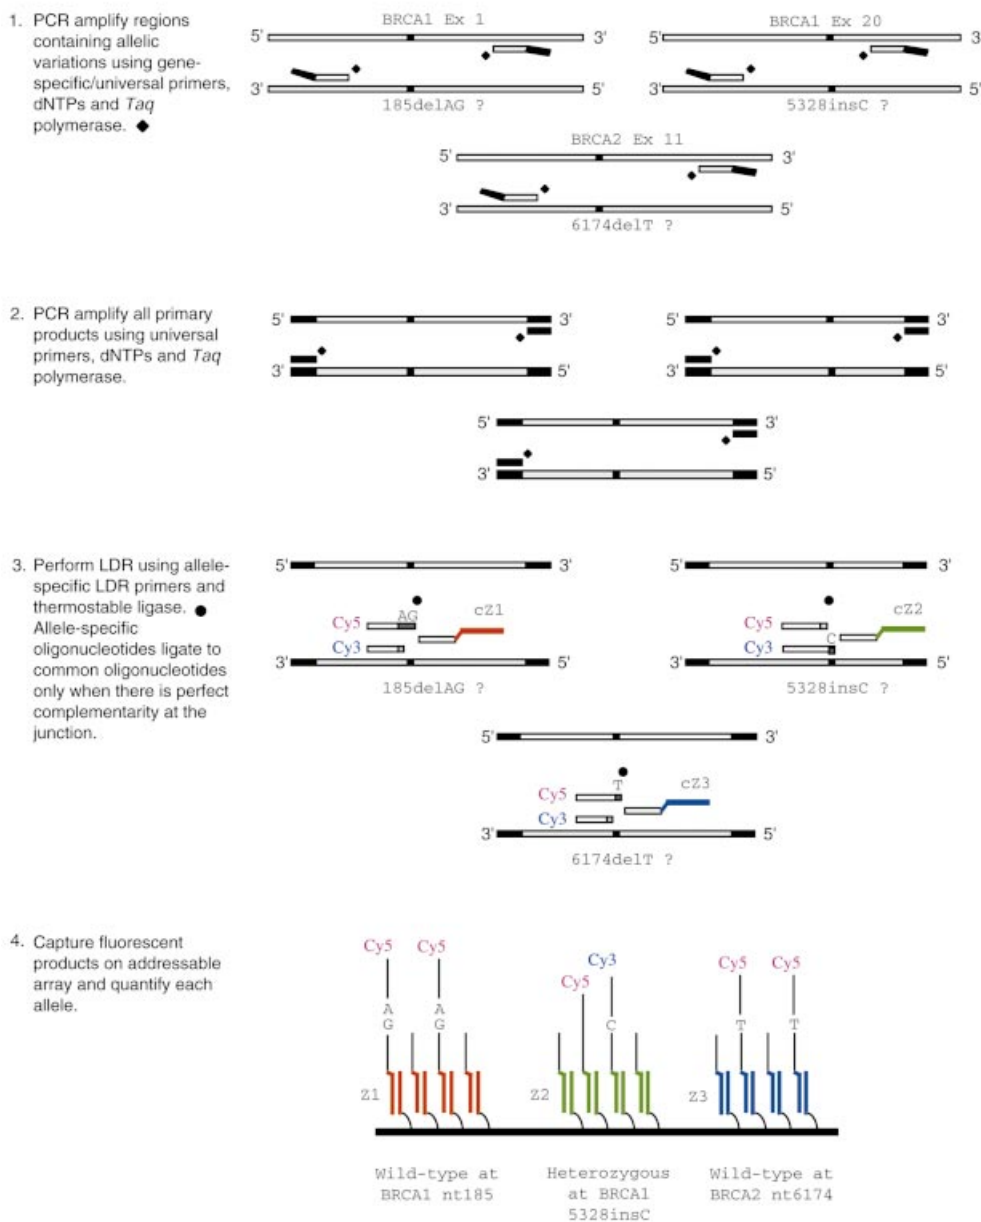 1. PCR amplify regions
containing allelic
variations using gene-
specific/universal primers,
dNTPs and Taq
polymerase. ◆
BRCA1 Ex 1
5' 3'
3' 5'
185delAG ?
BRCA1 Ex 20
5' 3'
3' 5'
5328insC ?
BRCA2 Ex 11
5' 3'
3' 5'
6174delT ?
2. PCR amplify all primary
products using universal
primers, dNTPs and Taq
polymerase.
5' 3'
3' 5'
5' 3'
3' 5'
5' 3'
3' 5'
3. Perform LDR using allele-
specific LDR primers and
thermostable ligase. ●
Allele-specific
oligonucleotides ligate to
common oligonucleotides
only when there is perfect
complementarity at the
junction.
5' 3'
AG cZ1
Cy5
Cy3
3' 5'
185delAG ?
5' 3'
cZ2
Cy5
C
Cy3
3' 5'
5328insC ?
5' 3'
T cZ3
Cy5
Cy3
3' 5'
6174delT ?
4. Capture fluorescent
products on addressable
array and quantify each
allele.
Cy5 Cy5
A A
G G
Z1
Cy3
Cy5
C
Z2
Cy5 Cy5
T T
Z3
Wild-type at
BRCA1 nt185
Heterozygous
at BRCA1
5328insC
Wild-type at
BRCA2 nt6174